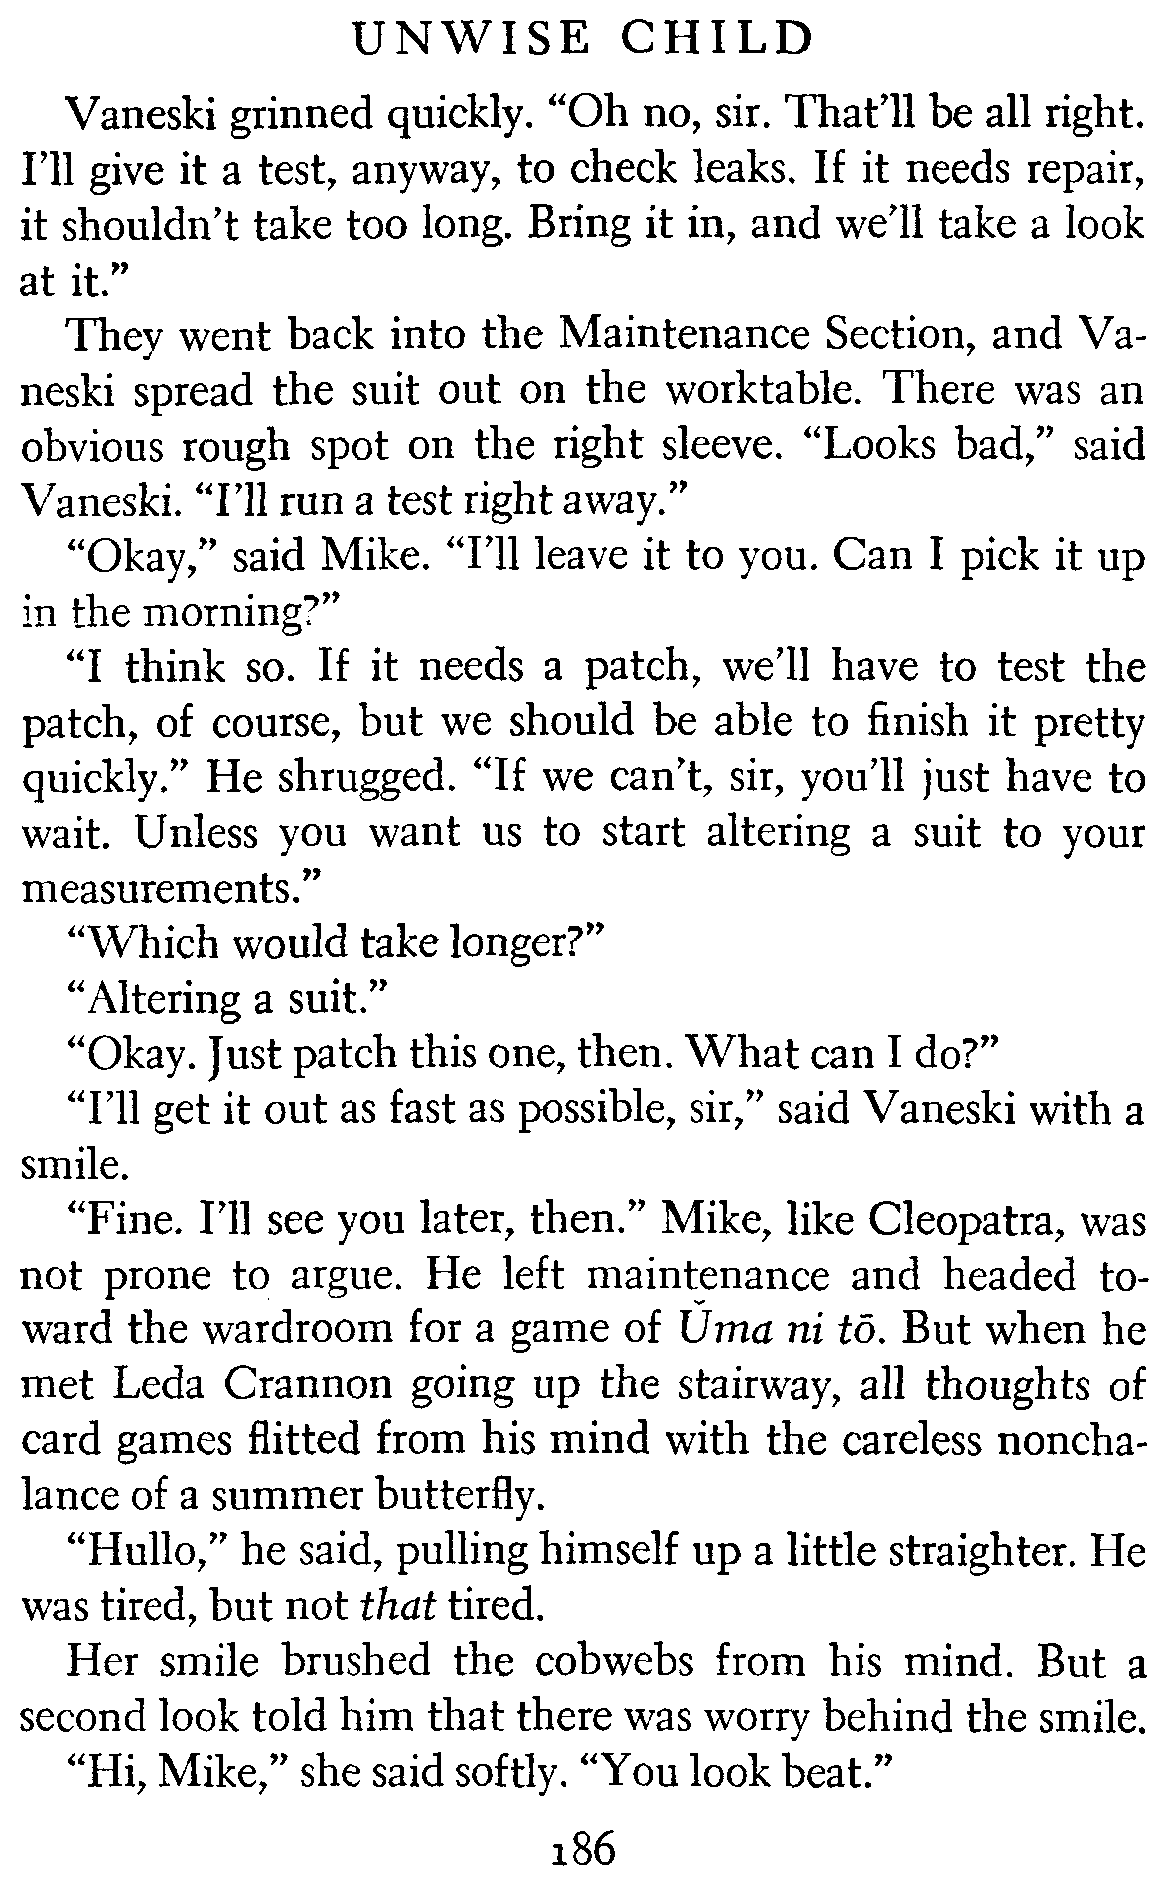 UNWISE CHILD
Vaneski grinned quickly. “Oh no, sir. That’ll be all right.
I’ll give it a test, anyway, to check leaks. If it needs repair,
it shouldn’t take too long. Bring it in, and we’ll take a look
at it.”
They went back into the Maintenance Section, and Va-
neski spread the suit out on the worktable. There was an
obvious rough spot on the right sleeve. “Looks bad,” said
Vaneski. “I’ll run a test right away.”
“Okay,” said Mike. “I’ll leave it to you. Can I pick it up
in the morning?”
“I think so. If it needs a patch, we’ll have to test the
patch, of course, but we should be able to finish it pretty
quickly.” He shrugged. “If we can’t, sir, you’ll just have to
wait. Unless you want us to start altering a suit to your
measurements.”
“Which would take longer?”
“Altering a suit.”
“Okay. Just patch this one, then. What can I do?”
“I’ll get it out as fast as possible, sir,” said Vaneski with a
smile.
“Fine. I’ll see you later, then.” Mike, like Cleopatra, was
not prone to argue. He left maintenance and headed to-
ward the wardroom for a game of Ŭma ni tō. But when he
met Leda Crannon going up the stairway, all thoughts of
card games flitted from his mind with the careless noncha-
lance of a summer butterfly.
“Hullo,” he said, pulling himself up a little straighter. He
was tired, but not that tired.
Her smile brushed the cobwebs from his mind. But a
second look told him that there was worry behind the smile.
“Hi, Mike,” she said softly. “You look beat.”
186